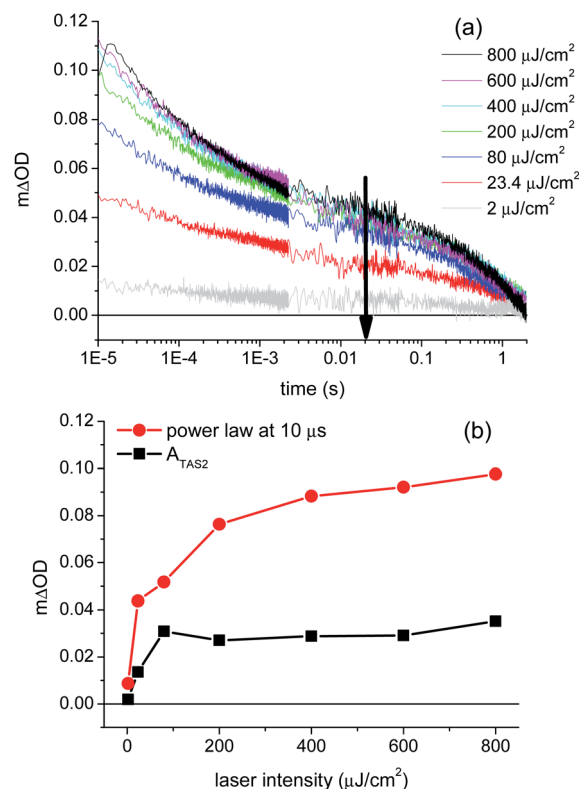 (a)
800 μJ/cm²
600 μJ/cm²
400 μJ/cm²
200 μJ/cm²
80 μJ/cm²
23.4 μJ/cm²
2 μJ/cm²
0.12
0.10
0.08
0.06
0.04
0.02
0.00
mΔOD
1E-5 1E-4 1E-3 0.01 0.1 1
time (s)
(b)
power law at 10 μs
A_TAS2
0.12
0.10
0.08
0.06
0.04
0.02
0.00
mΔOD
0 200 400 600 800
laser intensity (μJ/cm²)